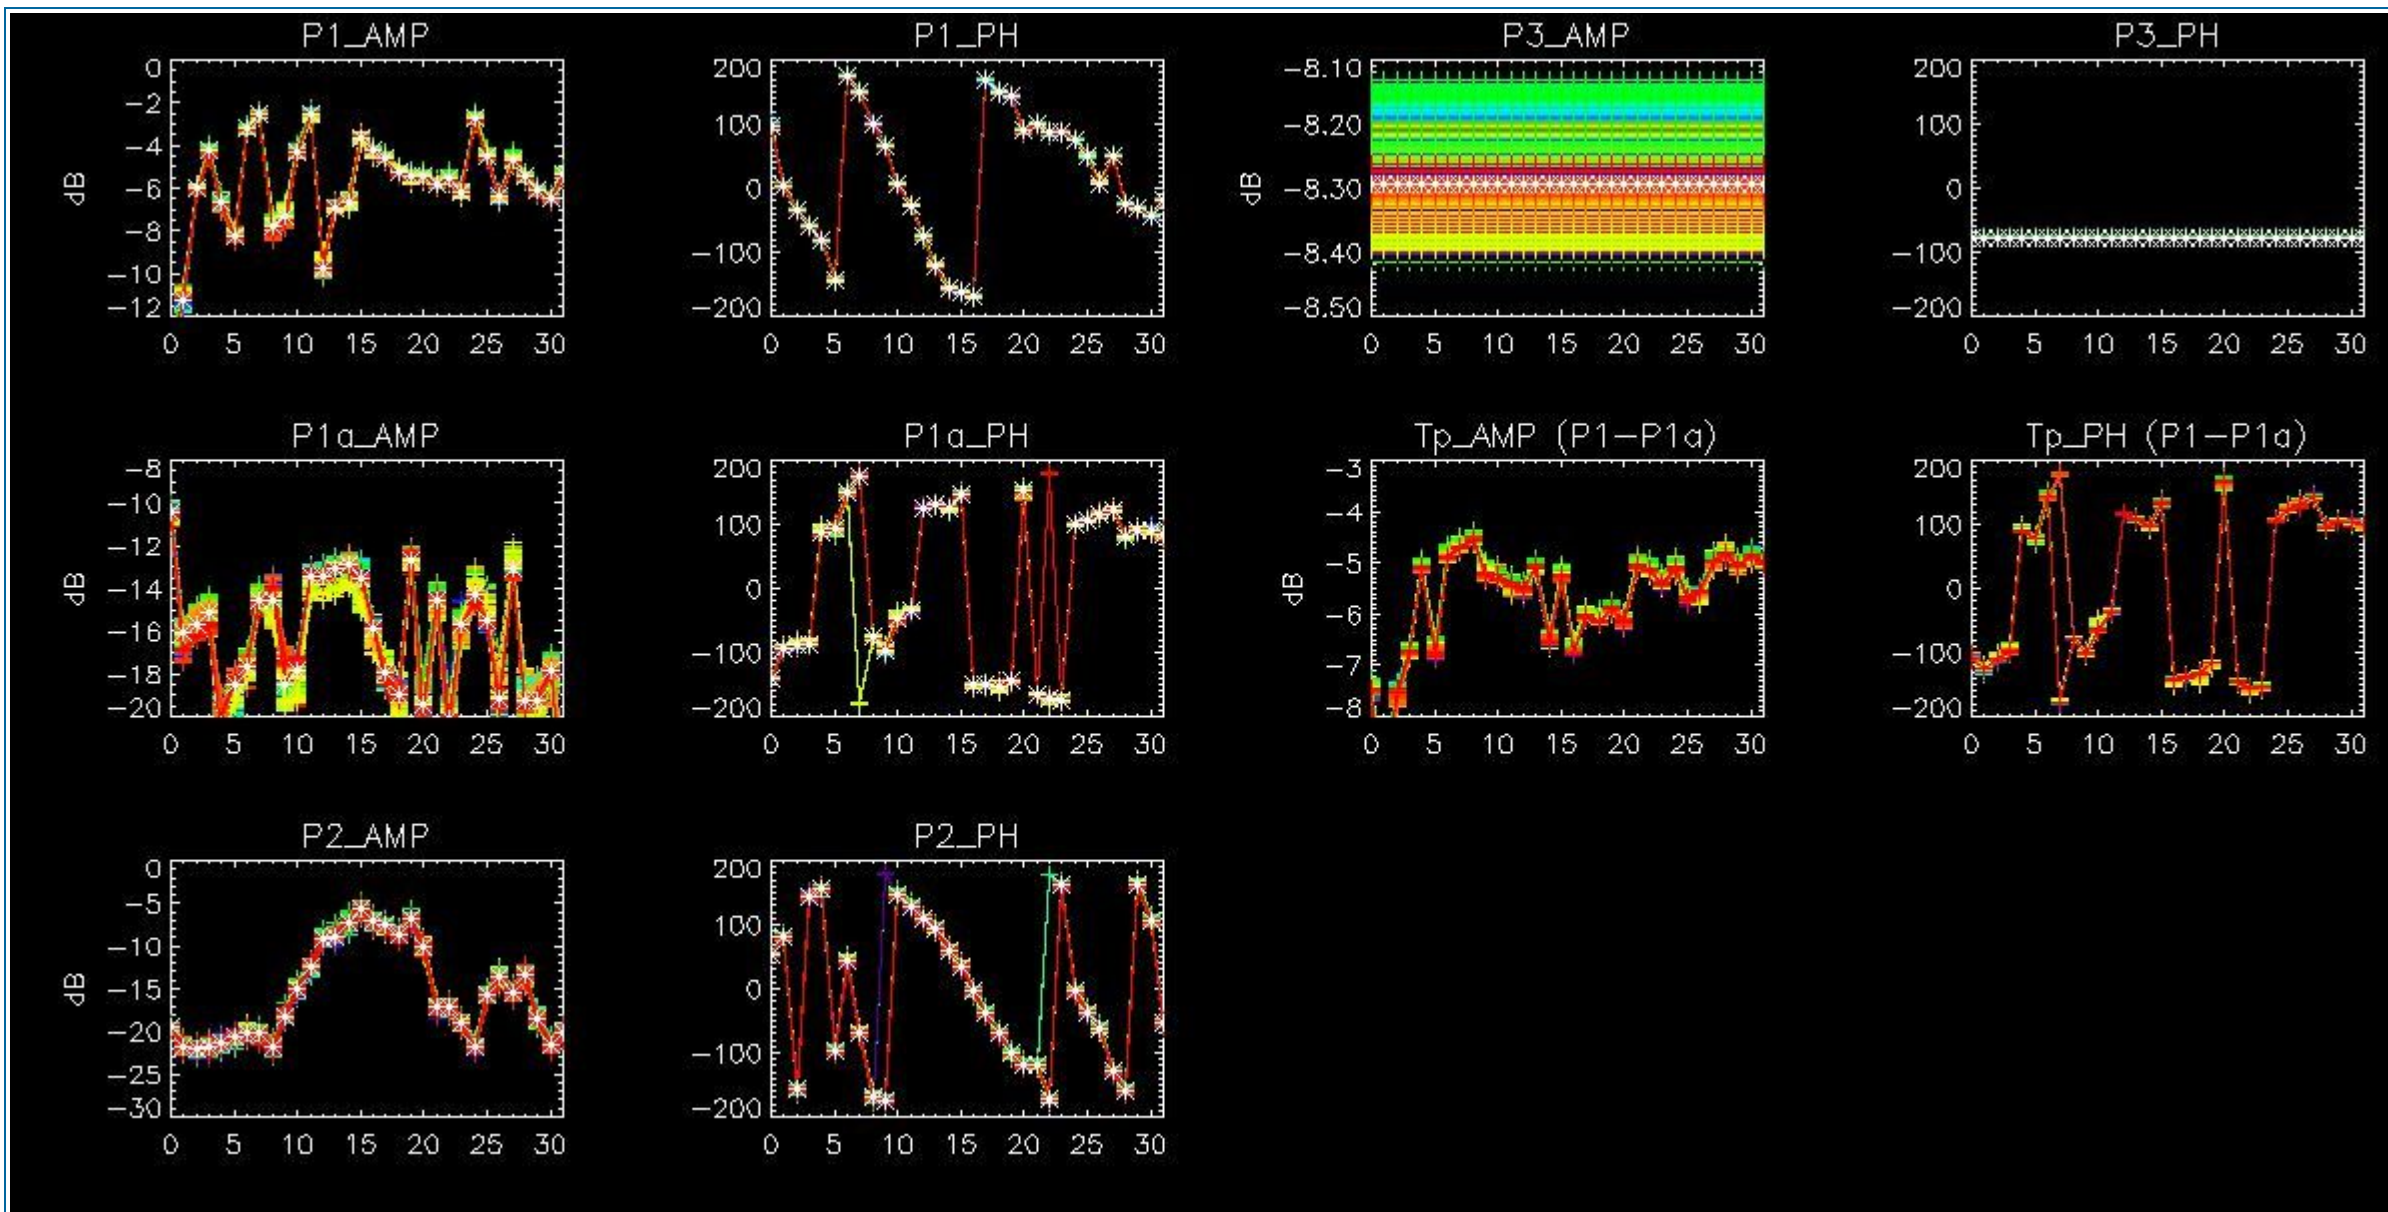 P1_AMP P1_PH P3_AMP P3_PH
0 200 -8.10 200
-2
100 -8.20 100
-4
dB -6 0 dB -8.30 0
-8
-100 -8.40 -100
-10
-12 -200 -8.50 -200
0 5 10 15 20 25 30 0 5 10 15 20 25 30 0 5 10 15 20 25 30 0 5 10 15 20 25 30
P1a_AMP P1a_PH Tp_AMP (P1-P1a) Tp_PH (P1-P1a)
-8 200 -3 200
-10
100 -4 100
-12
dB -14 0 dB -5 0
-16
-6
-100 -7 -100
-18
-20 -200 -8 -200
0 5 10 15 20 25 30 0 5 10 15 20 25 30 0 5 10 15 20 25 30 0 5 10 15 20 25 30
P2_AMP P2_PH
0 200
-5
100
-10
dB -15 0
-20
-100
-25
-30 -200
0 5 10 15 20 25 30 0 5 10 15 20 25 30